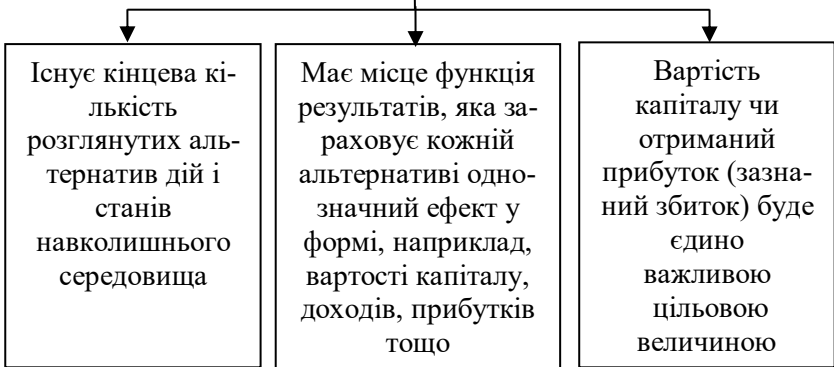 Існує кінцева кі-
лькість
розглянутих аль-
тернатив дій і
станів
навколишнього
середовища
Має місце функція
результатів, яка за-
раховує кожній
альтернативі одно-
значний ефект у
формі, наприклад,
вартості капіталу,
доходів, прибутків
тощо
Вартість
капіталу чи
отриманий
прибуток (зазна-
ний збиток) буде
єдино
важливою
цільовою
величиною